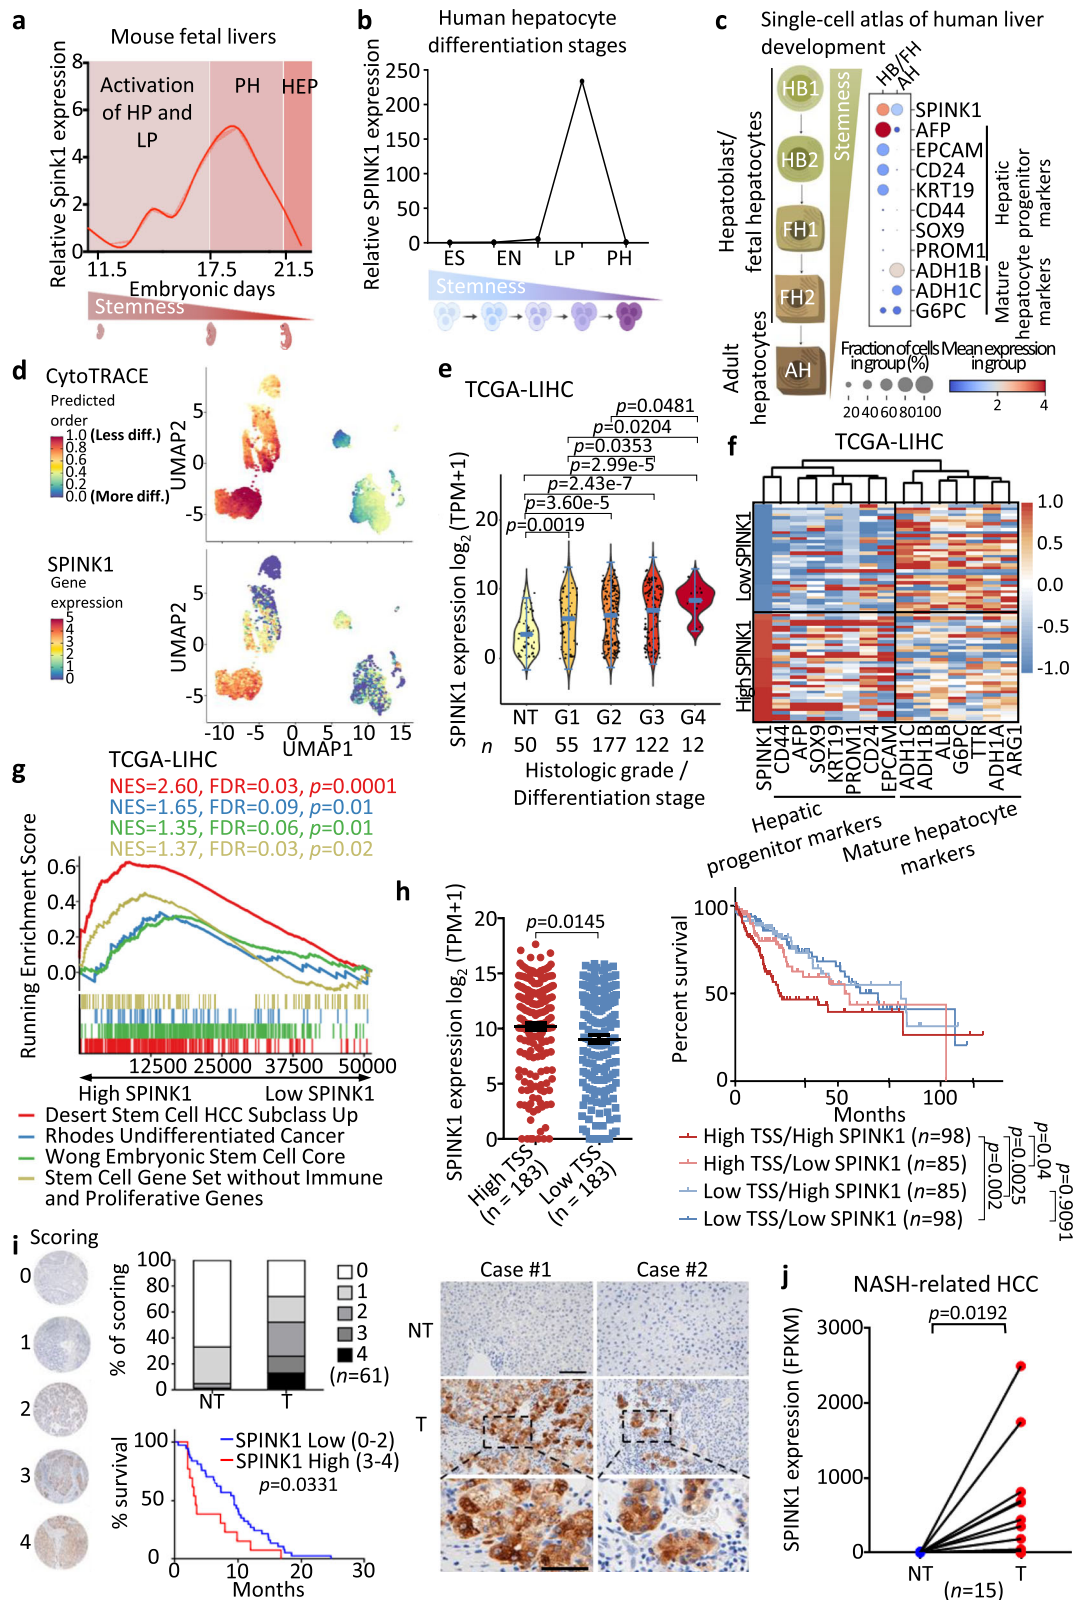 a
Mouse fetal livers
Relative Spink1 expression
8
6
4
2
0
Activation
of HP and
LP
PH
HEP
11.5
17.5
21.5
Embryonic days
Stemness
b
Human hepatocyte
differentiation stages
Relative SPINK1 expression
250
200
150
100
50
0
ES
EN
LP
PH
Stemness
c
Single-cell atlas of human liver
development
Hepatoblast/
fetal hepatocytes
Adult
hepatocytes
HB1
HB2
FH1
FH2
AH
Stemness
HB/FH
AH
SPINK1
AFP
EPCAM
CD24
KRT19
CD44
SOX9
PROM1
ADH1B
ADH1C
G6PC
Hepatic
progenitor
markers
Mature
hepatocyte
markers
Fraction of cells
in group (%)
20 40 60 80 100
Mean expression
in group
2
4
d
CytoTRACE
Predicted
order
1.0 (Less diff.)
0.8
0.6
0.4
0.2
0.0 (More diff.)
UMAP2
5
0
-5
SPINK1
Gene
expression
5
4
3
2
1
0
UMAP2
5
0
-5
-10 -5 0 5 10 15
UMAP1
e
TCGA-LIHC
SPINK1 expression log2 (TPM+1)
20
10
0
p=0.0481
p=0.0204
p=0.0353
p=2.99e-5
p=2.43e-7
p=3.60e-5
p=0.0019
NT G1 G2 G3 G4
n 50 55 177 122 12
Histologic grade /
Differentiation stage
f
TCGA-LIHC
Low SPINK1
High SPINK1
1.0
0.5
0.0
-0.5
-1.0
SPINK1
CD44
AFP
SOX9
KRT19
PROM1
CD24
EPCAM
ADH1C
ADH1B
ALB
G6PC
TTR
ADH1A
ARG1
Hepatic
progenitor markers
Mature hepatocyte
markers
g
TCGA-LIHC
NES=2.60, FDR=0.03, p=0.0001
NES=1.65, FDR=0.09, p=0.01
NES=1.35, FDR=0.06, p=0.01
NES=1.37, FDR=0.03, p=0.02
Running Enrichment Score
0.6
0.4
0.2
0.0
12500 25000 37500 50000
High SPINK1
Low SPINK1
Desert Stem Cell HCC Subclass Up
Rhodes Undifferentiated Cancer
Wong Embryonic Stem Cell Core
Stem Cell Gene Set without Immune
and Proliferative Genes
h
SPINK1 expression log2 (TPM+1)
20
15
10
5
0
p=0.0145
High TSS
(n = 183)
Low TSS
(n = 183)
Percent survival
100
50
0
0
50
100
Months
High TSS/High SPINK1 (n=98)
High TSS/Low SPINK1 (n=85)
Low TSS/High SPINK1 (n=85)
Low TSS/Low SPINK1 (n=98)
p=0.002
p=0.0025
p=0.04
p=0.9091
i
Scoring
0
1
2
3
4
% of scoring
100
80
60
40
20
0
NT
T
0
1
2
3
4
(n=61)
% survival
100
50
0
SPINK1 Low (0-2)
SPINK1 High (3-4)
p=0.0331
0 10 20 30
Months
Case #1
Case #2
NT
T
j
NASH-related HCC
SPINK1 expression (FPKM)
p=0.0192
3000
2000
1000
0
NT
T
(n=15)